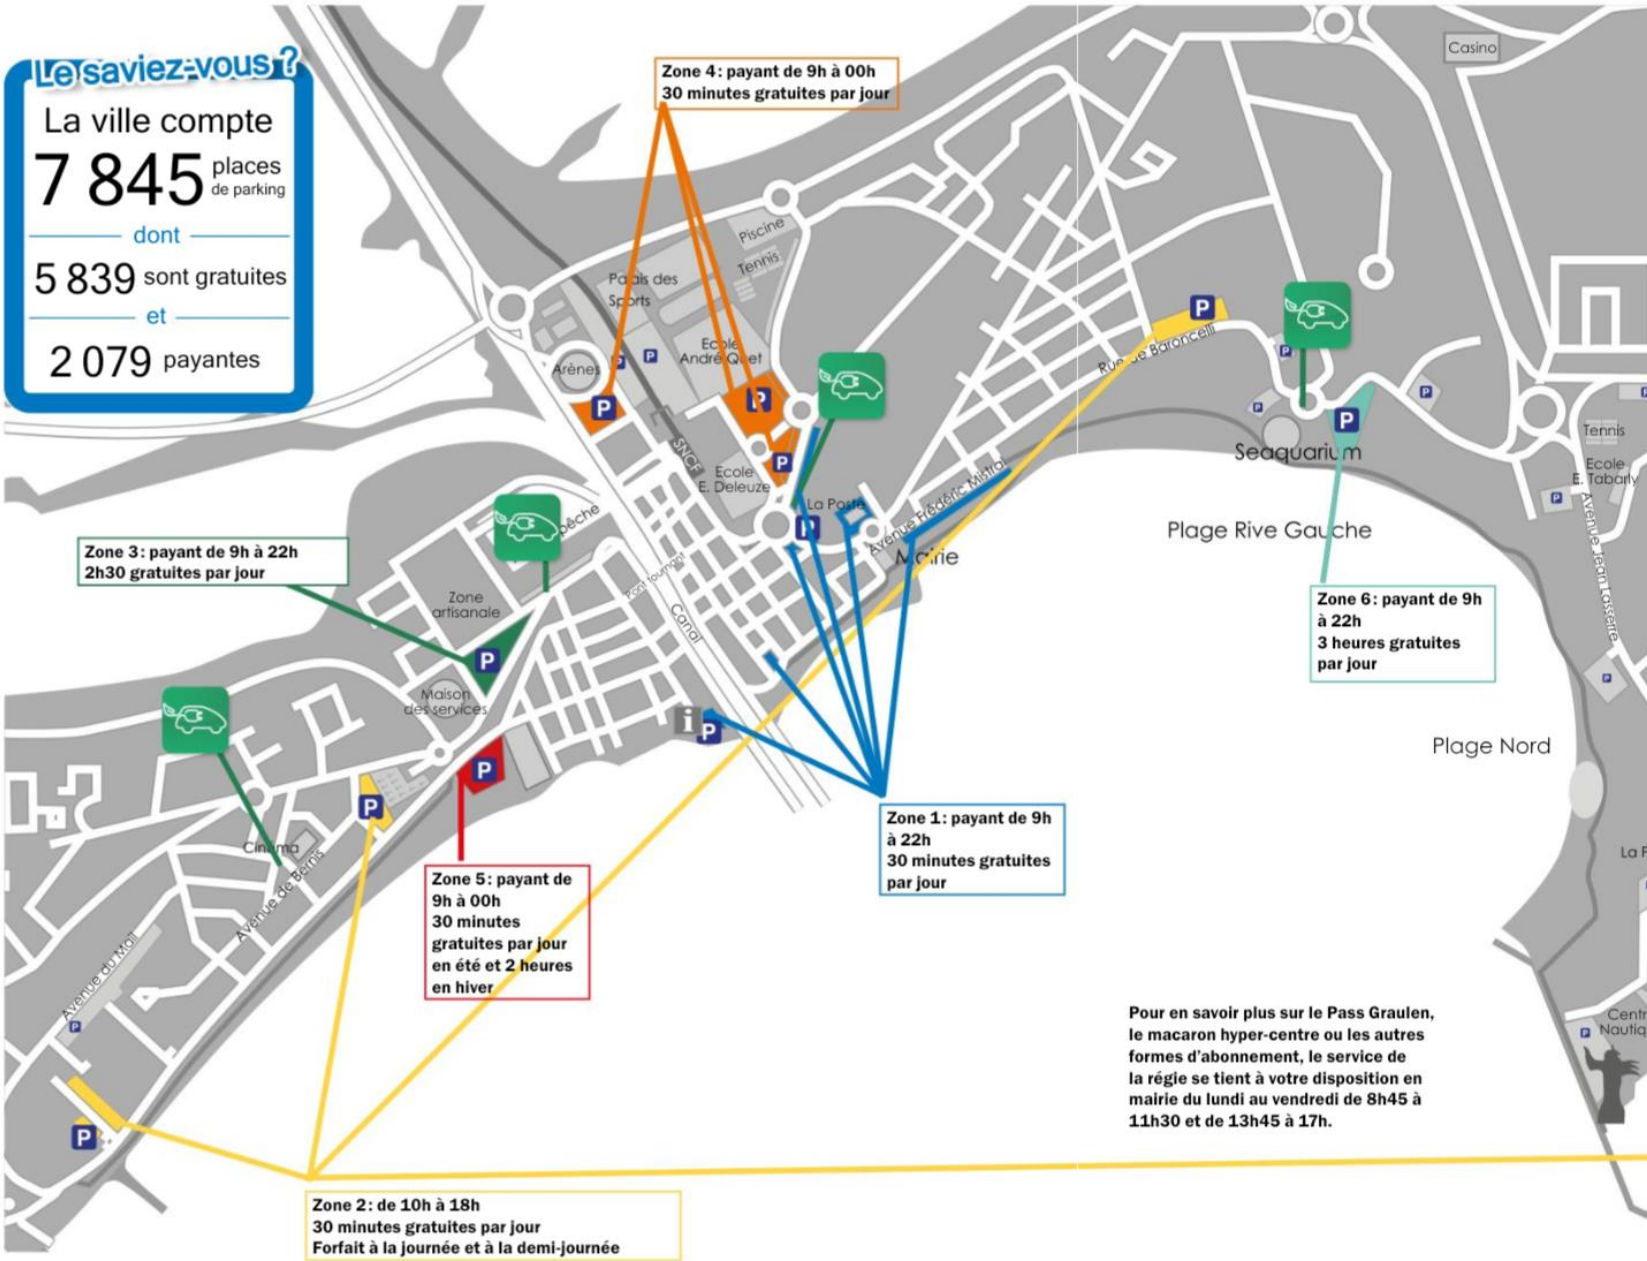 Le saviez-vous ?
La ville compte
7 845 places
de parking
dont
5 839 sont gratuites
et
2 079 payantes
Zone 4 : payant de 9h à 00h
30 minutes gratuites par jour
Casino
Piscine
Tennis
Palais des
Sports
Ecole
André Quet
Arènes
P
P
P
P
P
SNCF
Ecole
E. Deleuze
La Poste
P
Avenue Frédéric Mistral
Mairie
Rue de Baroncelli
P
P
P
P
P
Seaquarium
Tennis
Ecole
E. Tabarly
P
Avenue Jean Lasserre
Plage Rive Gauche
Zone 3 : payant de 9h à 22h
2h30 gratuites par jour
pêche
Zone
artisanale
Pont tournant
Canal
P
Maison
des services
i
P
Zone 6 : payant de 9h
à 22h
3 heures gratuites
par jour
P
Plage Nord
P
P
Cinéma
Avenue de Bernis
Zone 1 : payant de 9h
à 22h
30 minutes gratuites
par jour
Zone 5 : payant de
9h à 00h
30 minutes
gratuites par jour
en été et 2 heures
en hiver
Avenue du Mail
P
P
Pour en savoir plus sur le Pass Graulen,
le macaron hyper-centre ou les autres
formes d'abonnement, le service de
la régie se tient à votre disposition en
mairie du lundi au vendredi de 8h45 à
11h30 et de 13h45 à 17h.
Centr
Nautiq
P
Zone 2 : de 10h à 18h
30 minutes gratuites par jour
Forfait à la journée et à la demi-journée